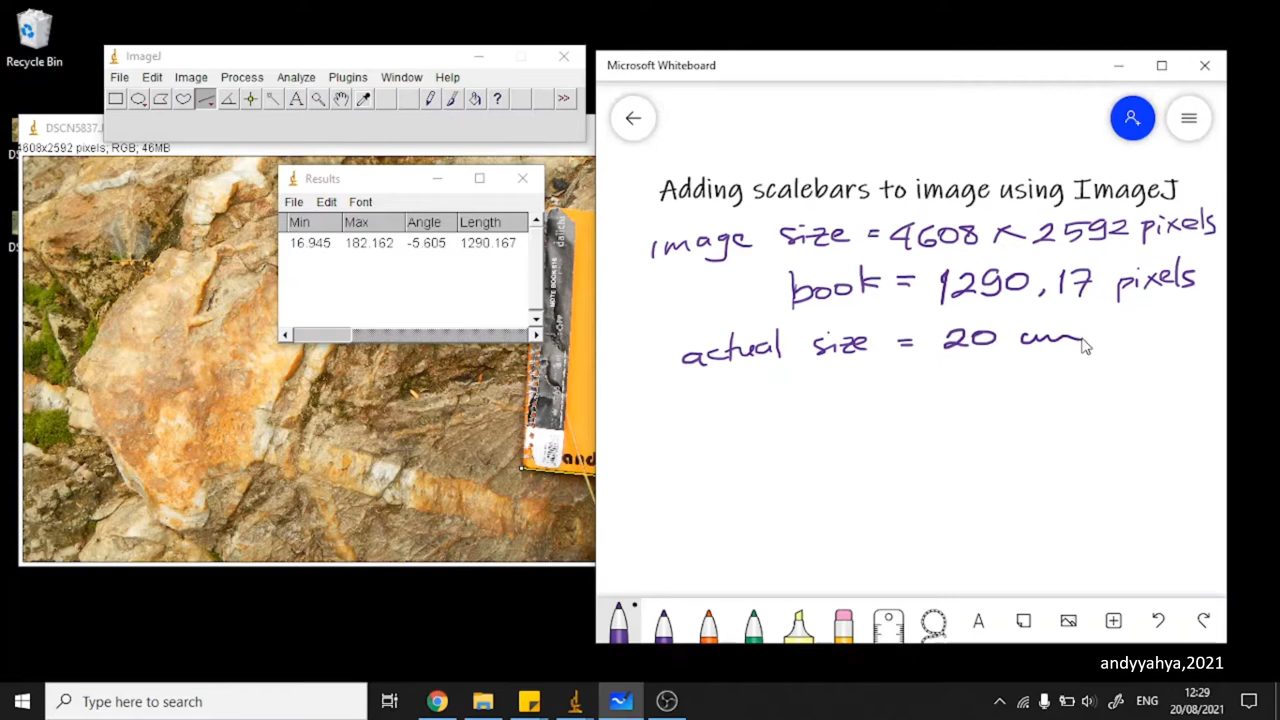 Recycle Bin
ImageJ
File Edit Image Process Analyze Plugins Window Help
DSCN5837.J
4608x2592 pixels; RGB; 46MB
Results
File Edit Font
Min Max Angle Length
16.945 182.162 -5.605 1290.167
NOTE BOOK
Microsoft Whiteboard
Adding scalebars to image using ImageJ
image size = 4608 × 2592 pixels
book = 1290,17 pixels
actual size = 20 cm
andyyahya,2021
Type here to search
ENG
12:29
20/08/2021